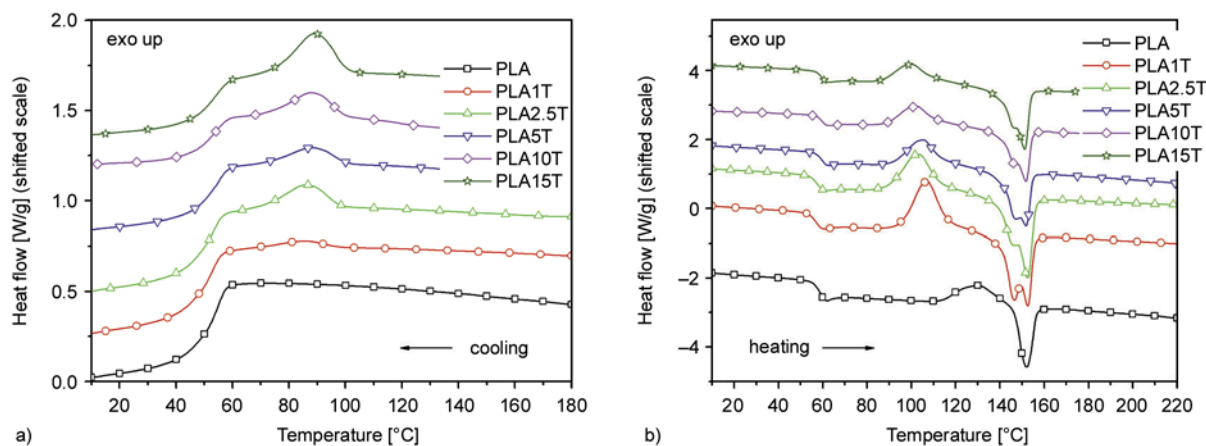 exo up
PLA
PLA1T
PLA2.5T
PLA5T
PLA10T
PLA15T
cooling
2.0
1.5
1.0
0.5
0.0
Heat flow [W/g] (shifted scale)
20 40 60 80 100 120 140 160 180
Temperature [°C]
a)
exo up
PLA
PLA1T
PLA2.5T
PLA5T
PLA10T
PLA15T
heating
4
2
0
–2
–4
Heat flow [W/g] (shifted scale)
20 40 60 80 100 120 140 160 180 200 220
Temperature [°C]
b)